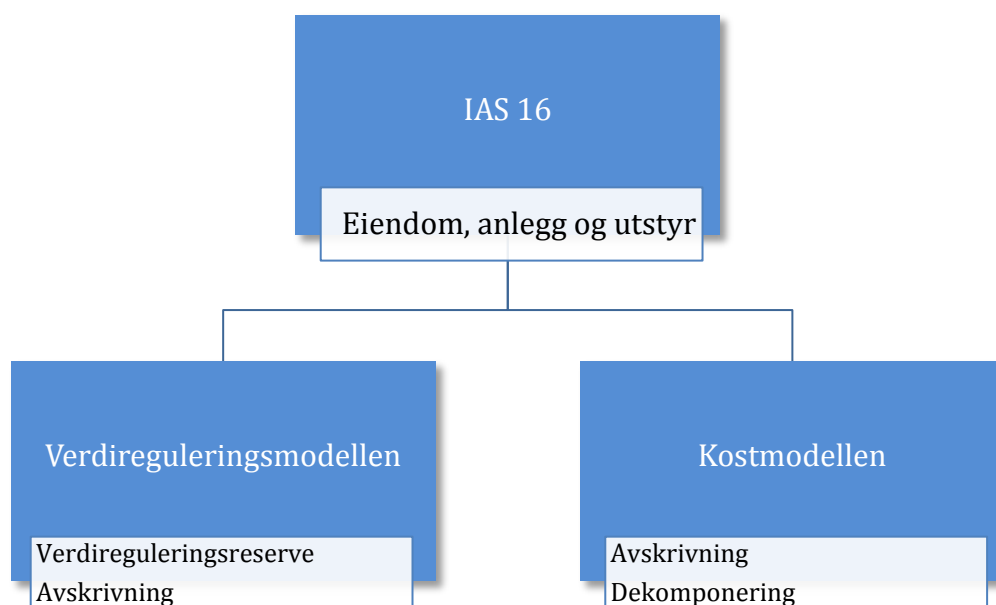 IAS 16
Eiendom, anlegg og utstyr
Verdireguleringsmodellen
Verdireguleringsreserve
Avskrivning
Kostmodellen
Avskrivning
Dekomponering